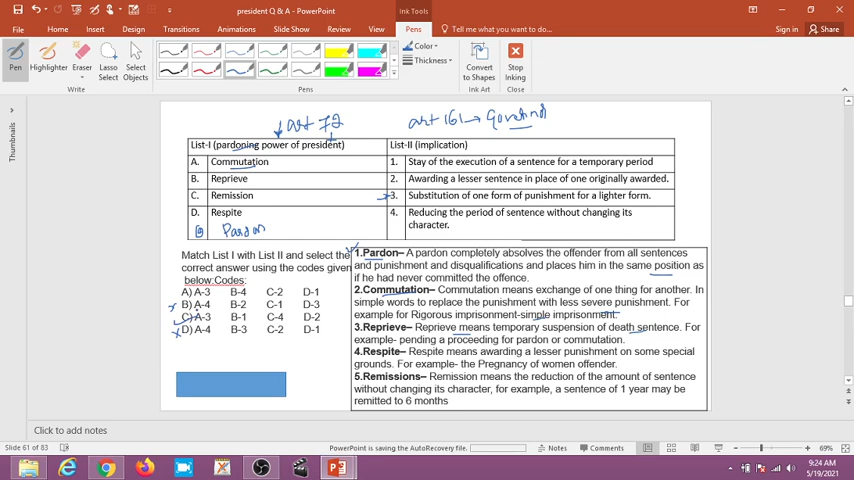 president Q & A - PowerPoint
Ink Tools
Sign in
Share
File Home Insert Design Transitions Animations Slide Show Review View Pens Tell me what you want to do...
Pen Highlighter Eraser Lasso Select Select Objects
Color
Thickness
Convert to Shapes
Stop Inking
Write Pens Ink Art Close
Thumbnails
art 72
art 161
List-I (pardoning power of president) List-II (implication)
A. Commutation 1. Stay of the execution of a sentence for a temporary period
B. Reprieve 2. Awarding a lesser sentence in place of one originally awarded.
C. Remission 3. Substitution of one form of punishment for a lighter form.
D. Respite 4. Reducing the period of sentence without changing its
character.
Pardon
Match List I with List II and select the
correct answer using the codes given
below:Codes:
A) A-3 B-4 C-2 D-1
B) A-4 B-2 C-1 D-3
C) A-3 B-1 C-4 D-2
D) A-4 B-3 C-2 D-1
1.Pardon– A pardon completely absolves the offender from all sentences
and punishment and disqualifications and places him in the same position as
if he had never committed the offence.
2.Commutation– Commutation means exchange of one thing for another. In
simple words to replace the punishment with less severe punishment. For
example for Rigorous imprisonment-simple imprisonment.
3.Reprieve– Reprieve means temporary suspension of death sentence. For
example- pending a proceeding for pardon or commutation.
4.Respite– Respite means awarding a lesser punishment on some special
grounds. For example- the Pregnancy of women offender.
5.Remissions– Remission means the reduction of the amount of sentence
without changing its character, for example, a sentence of 1 year may be
remitted to 6 months
Click to add notes
Slide 61 of 83
PowerPoint is saving the AutoRecovery file.
Notes Comments
69%
9:24 AM
5/19/2021